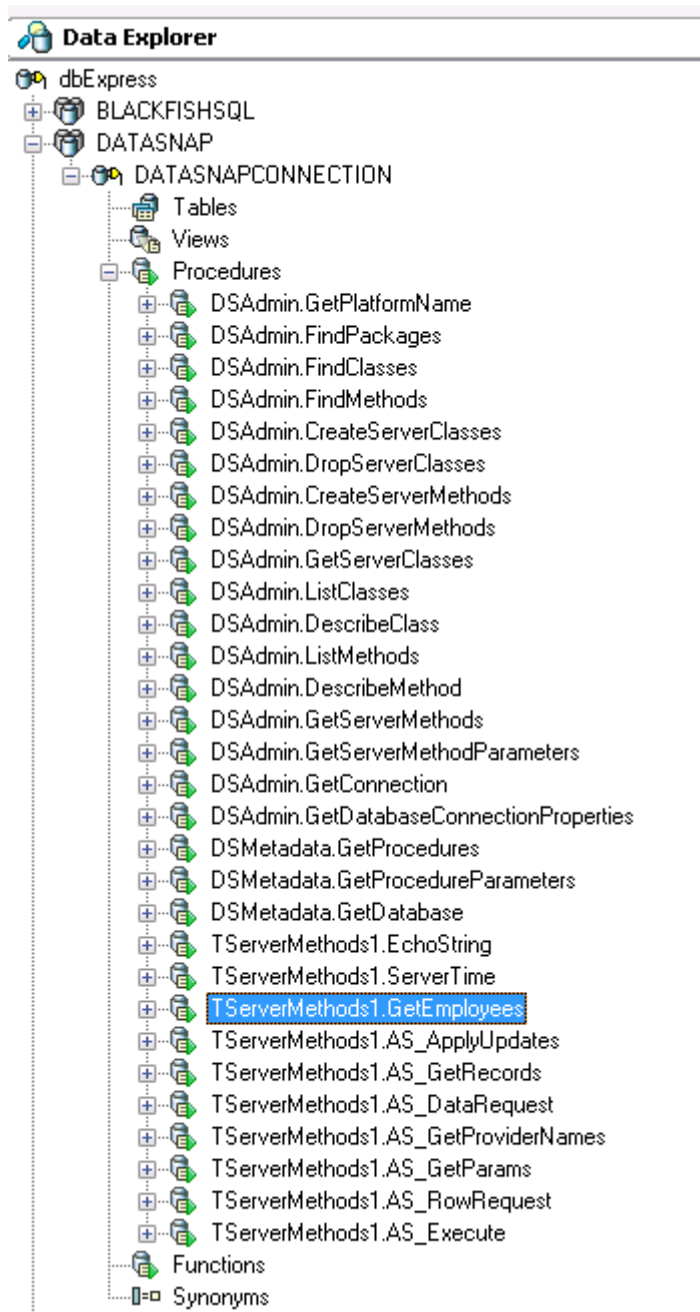 Data Explorer
dbExpress
BLACKFISHSQL
DATASNAP
DATASNAPCONNECTION
Tables
Views
Procedures
DSAdmin.GetPlatformName
DSAdmin.FindPackages
DSAdmin.FindClasses
DSAdmin.FindMethods
DSAdmin.CreateServerClasses
DSAdmin.DropServerClasses
DSAdmin.CreateServerMethods
DSAdmin.DropServerMethods
DSAdmin.GetServerClasses
DSAdmin.ListClasses
DSAdmin.DescribeClass
DSAdmin.ListMethods
DSAdmin.DescribeMethod
DSAdmin.GetServerMethods
DSAdmin.GetServerMethodParameters
DSAdmin.GetConnection
DSAdmin.GetDatabaseConnectionProperties
DSMetadata.GetProcedures
DSMetadata.GetProcedureParameters
DSMetadata.GetDatabase
TServerMethods1.EchoString
TServerMethods1.ServerTime
TServerMethods1.GetEmployees
TServerMethods1.AS_ApplyUpdates
TServerMethods1.AS_GetRecords
TServerMethods1.AS_DataRequest
TServerMethods1.AS_GetProviderNames
TServerMethods1.AS_GetParams
TServerMethods1.AS_RowRequest
TServerMethods1.AS_Execute
Functions
Synonyms